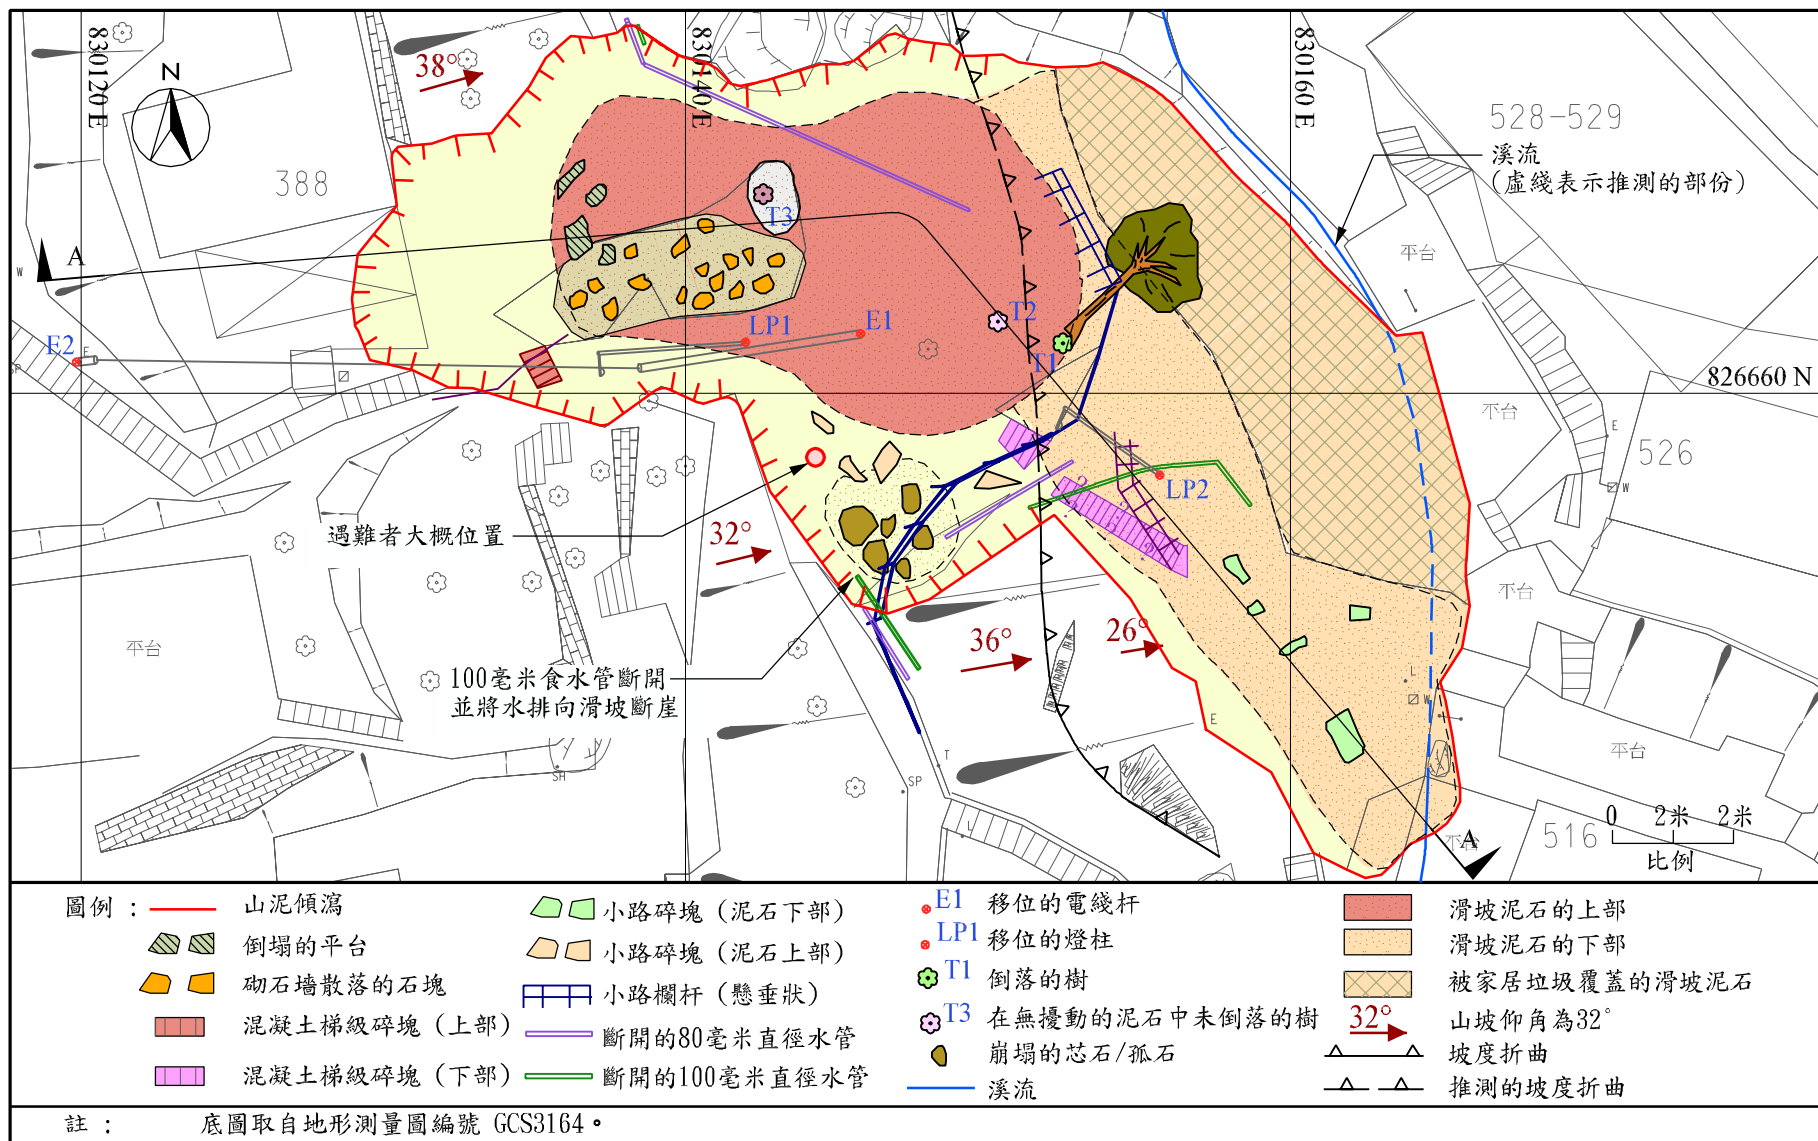 830120 E
830140 E
830160 E
N
38°
388
528-529
溪流
(虛綫表示推測的部份)
平台
A
T3
E2
E
W
SP
LP1
E1
T2
T1
826660 N
平台
526
E
W
LP2
遇難者大概位置
32°
36°
26°
平台
平台
100毫米食水管斷開
並將水排向滑坡斷崖
L
W
E
T
SP
SH
L
平台
平台
516
A
0 2米 2米
比例
圖例 :
山泥傾瀉
倒塌的平台
砌石墻散落的石塊
混凝土梯級碎塊 (上部)
混凝土梯級碎塊 (下部)
小路碎塊 (泥石下部)
小路碎塊 (泥石上部)
小路欄杆 (懸垂狀)
斷開的80毫米直徑水管
斷開的100毫米直徑水管
E1 移位的電綫杆
LP1 移位的燈柱
T1 倒落的樹
T3 在無擾動的泥石中未倒落的樹
崩塌的芯石/孤石
溪流
滑坡泥石的上部
滑坡泥石的下部
被家居垃圾覆蓋的滑坡泥石
32° 山坡仰角為32°
坡度折曲
推測的坡度折曲
註 : 底圖取自地形測量圖編號 GCS3164。